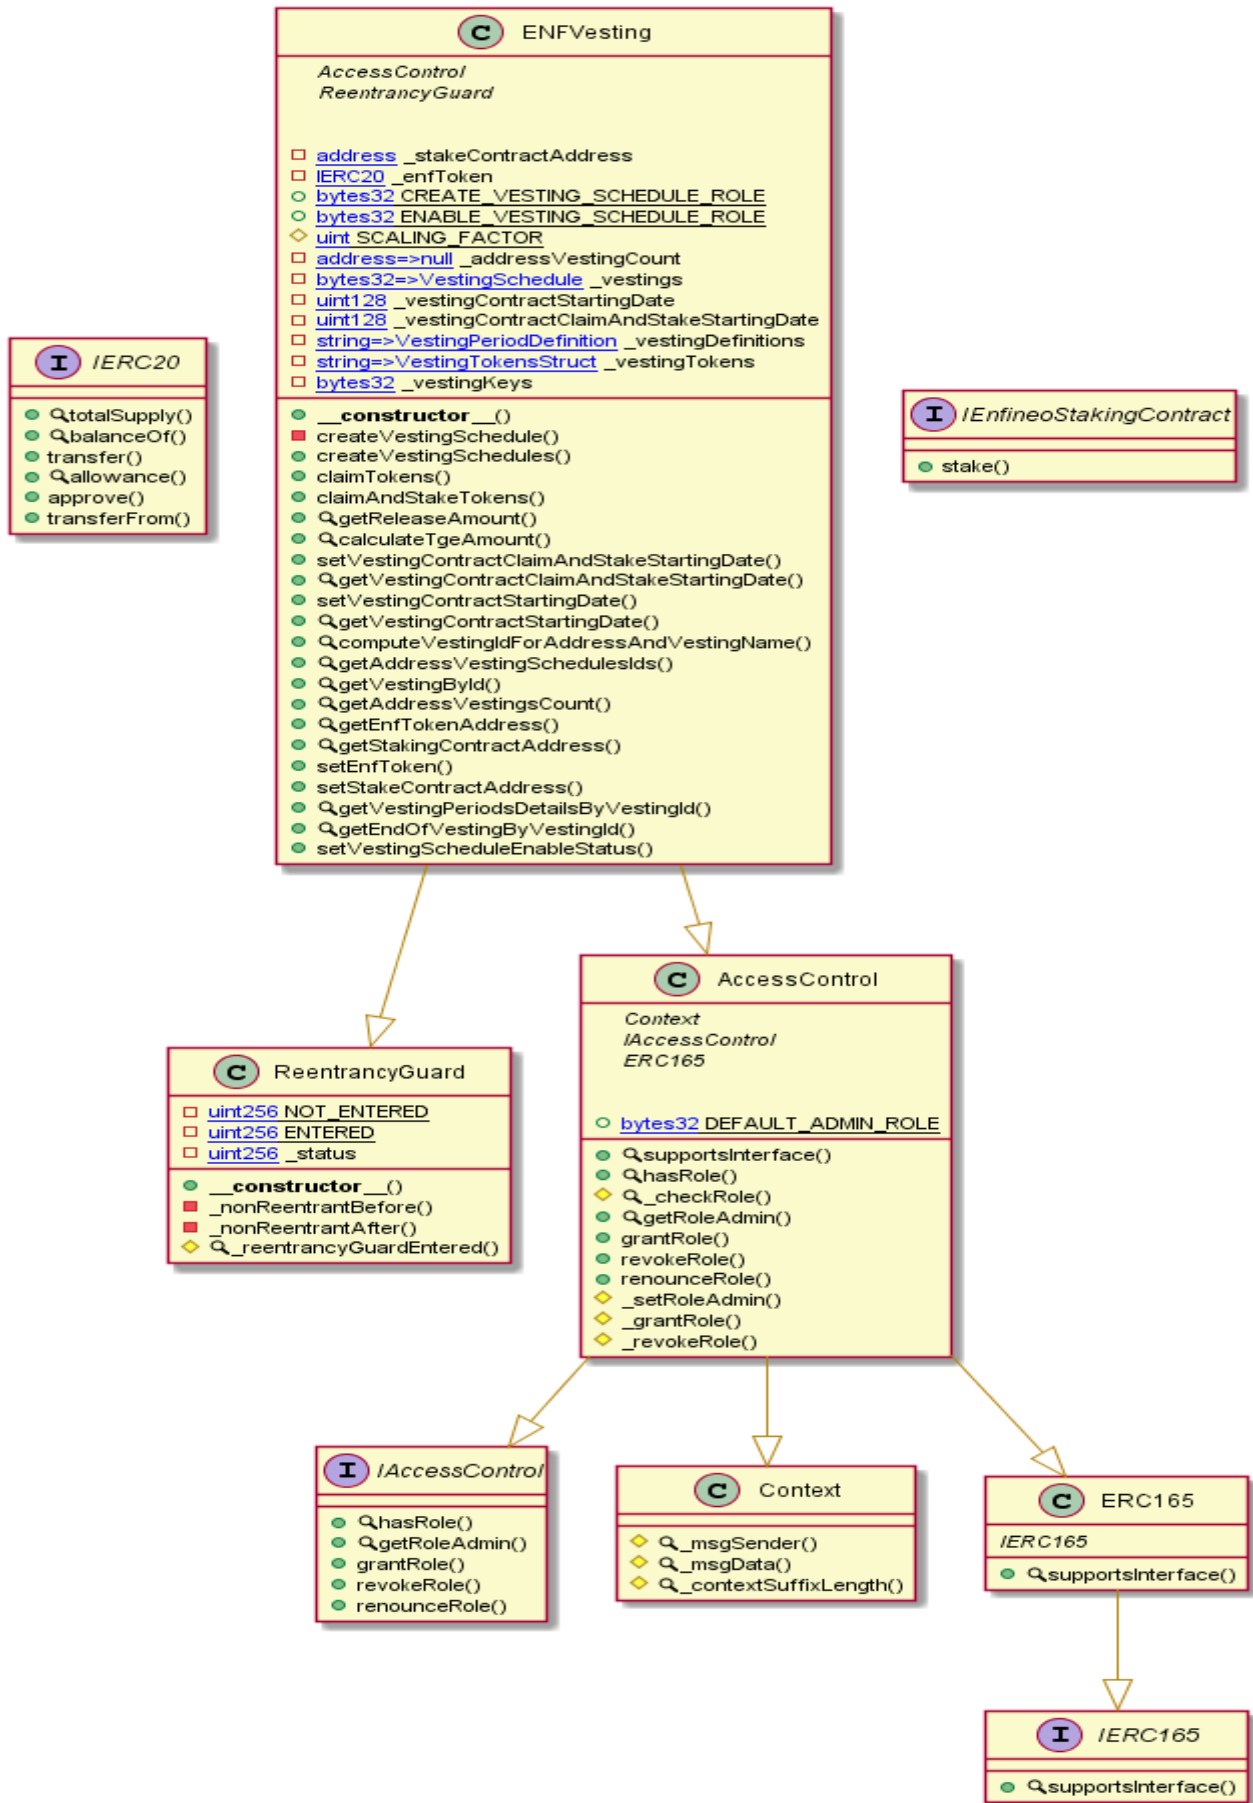 C ENFVesting
AccessControl
ReentrancyGuard
address _stakeContractAddress
IERC20 _enfToken
bytes32 CREATE_VESTING_SCHEDULE_ROLE
bytes32 ENABLE_VESTING_SCHEDULE_ROLE
uint SCALING_FACTOR
address=>null _addressVestingCount
bytes32=>VestingSchedule _vestings
uint128 _vestingContractStartingDate
uint128 _vestingContractClaimAndStakeStartingDate
string=>VestingPeriodDefinition _vestingDefinitions
string=>VestingTokensStruct _vestingTokens
bytes32 _vestingKeys
__constructor__()
createVestingSchedule()
createVestingSchedules()
claimTokens()
claimAndStakeTokens()
getReleaseAmount()
calculateTgeAmount()
setVestingContractClaimAndStakeStartingDate()
getVestingContractClaimAndStakeStartingDate()
setVestingContractStartingDate()
getVestingContractStartingDate()
computeVestingIdForAddressAndVestingName()
getAddressVestingSchedulesIds()
getVestingById()
getAddressVestingsCount()
getEnfTokenAddress()
getStakingContractAddress()
setEnfToken()
setStakeContractAddress()
getVestingPeriodsDetailsByVestingId()
getEndOfVestingByVestingId()
setVestingScheduleEnableStatus()
I IERC20
totalSupply()
balanceOf()
transfer()
allowance()
approve()
transferFrom()
I IEnfineoStakingContract
stake()
C ReentrancyGuard
uint256 NOT_ENTERED
uint256 ENTERED
uint256 _status
__constructor__()
_nonReentrantBefore()
_nonReentrantAfter()
_reentrancyGuardEntered()
C AccessControl
Context
IAccessControl
ERC165
bytes32 DEFAULT_ADMIN_ROLE
supportsInterface()
hasRole()
_checkRole()
getRoleAdmin()
grantRole()
revokeRole()
renounceRole()
_setRoleAdmin()
_grantRole()
_revokeRole()
I IAccessControl
hasRole()
getRoleAdmin()
grantRole()
revokeRole()
renounceRole()
C Context
_msgSender()
_msgData()
_contextSuffixLength()
C ERC165
IERC165
supportsInterface()
I IERC165
supportsInterface()